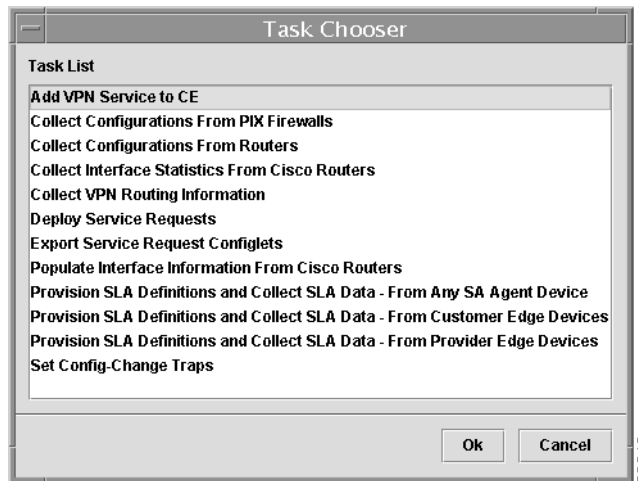 Task Chooser
Task List
Add VPN Service to CE
Collect Configurations From PIX Firewalls
Collect Configurations From Routers
Collect Interface Statistics From Cisco Routers
Collect VPN Routing Information
Deploy Service Requests
Export Service Request Configlets
Populate Interface Information From Cisco Routers
Provision SLA Definitions and Collect SLA Data - From Any SA Agent Device
Provision SLA Definitions and Collect SLA Data - From Customer Edge Devices
Provision SLA Definitions and Collect SLA Data - From Provider Edge Devices
Set Config-Change Traps
Ok Cancel